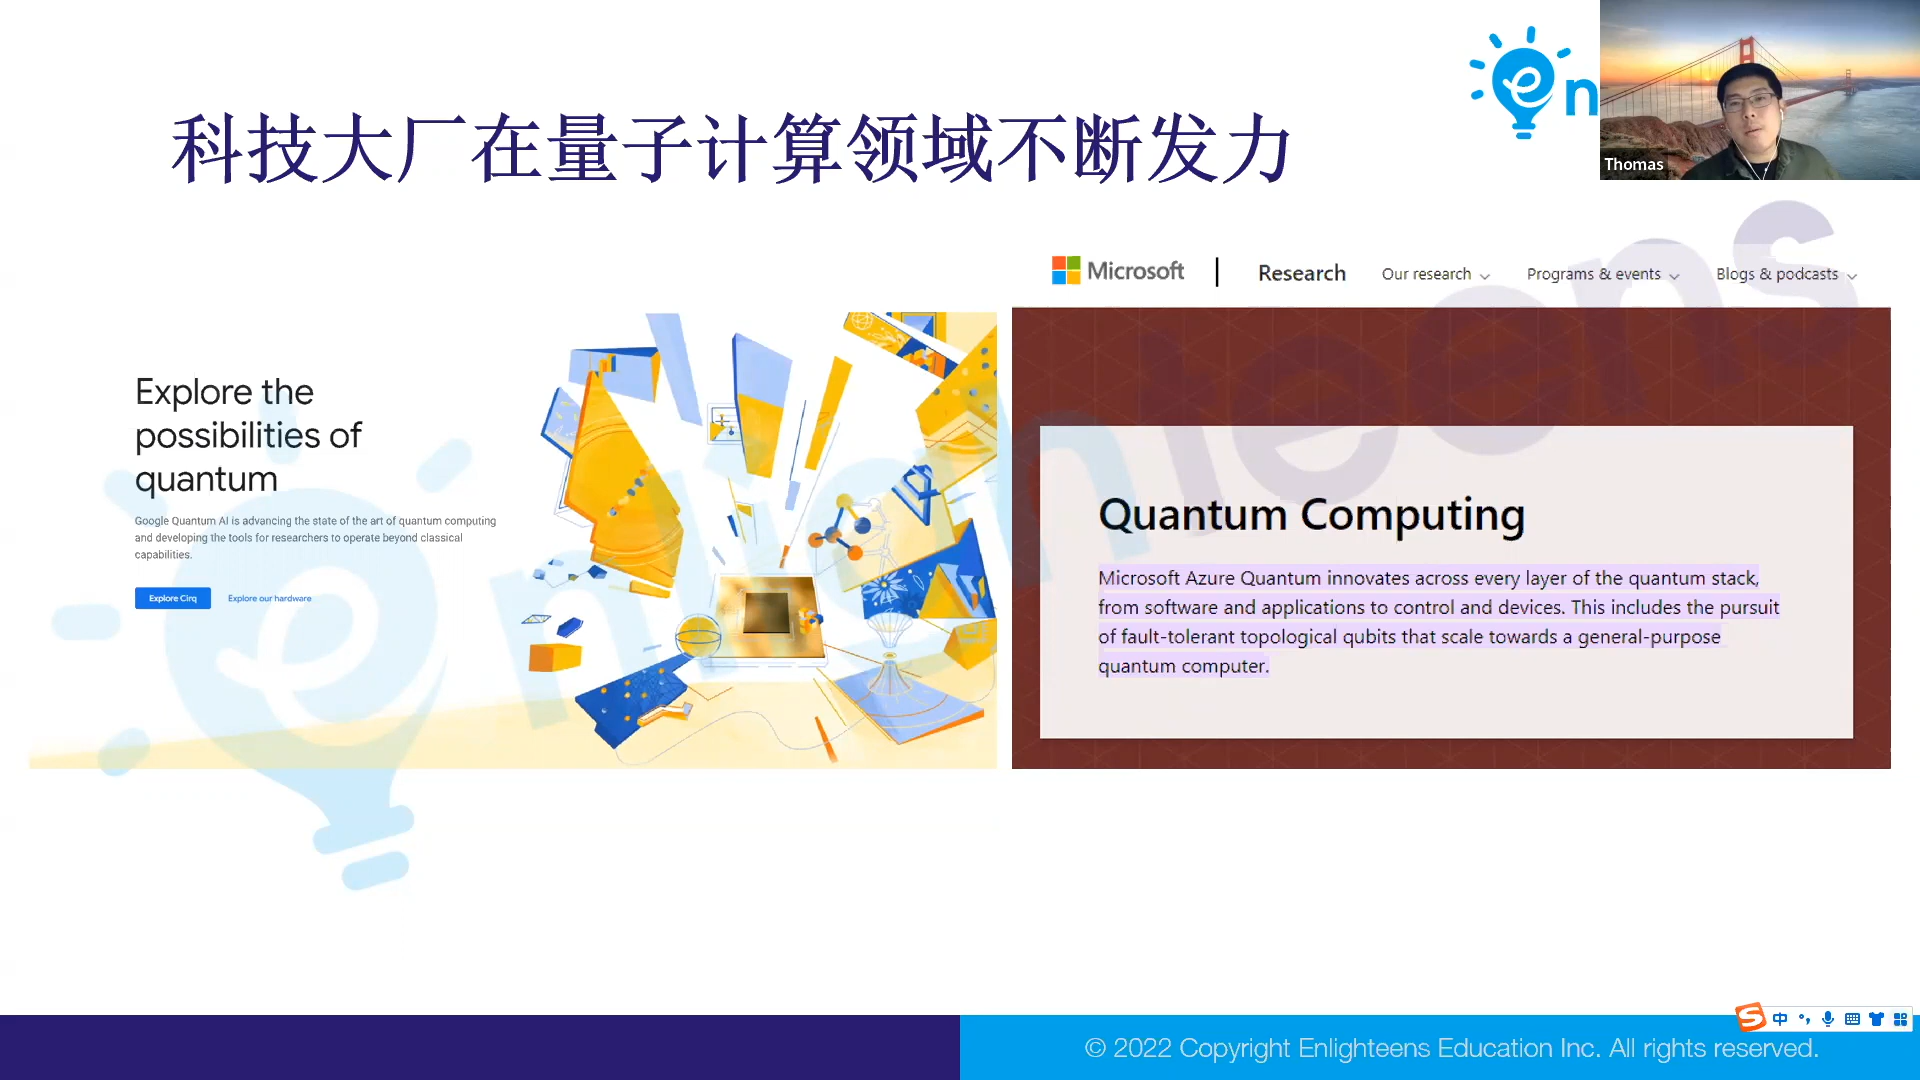 科技大厂在量子计算领域不断发力
en
Thomas
Microsoft | Research Our research Programs & events Blogs & podcasts
Explore the
possibilities of
quantum
Google Quantum AI is advancing the state of the art of quantum computing
and developing the tools for researchers to operate beyond classical
capabilities.
Explore Cirq Explore our hardware
Quantum Computing
Microsoft Azure Quantum innovates across every layer of the quantum stack,
from software and applications to control and devices. This includes the pursuit
of fault-tolerant topological qubits that scale towards a general-purpose
quantum computer.
enlighteens
S 中
© 2022 Copyright Enlighteens Education Inc. All rights reserved.